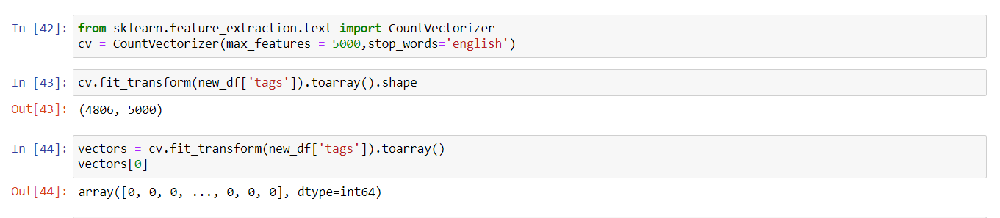 In [42]: from sklearn.feature_extraction.text import CountVectorizer
cv = CountVectorizer(max_features = 5000,stop_words='english')
In [43]: cv.fit_transform(new_df['tags']).toarray().shape
Out[43]: (4806, 5000)
In [44]: vectors = cv.fit_transform(new_df['tags']).toarray()
vectors[0]
Out[44]: array([0, 0, 0, ..., 0, 0, 0], dtype=int64)